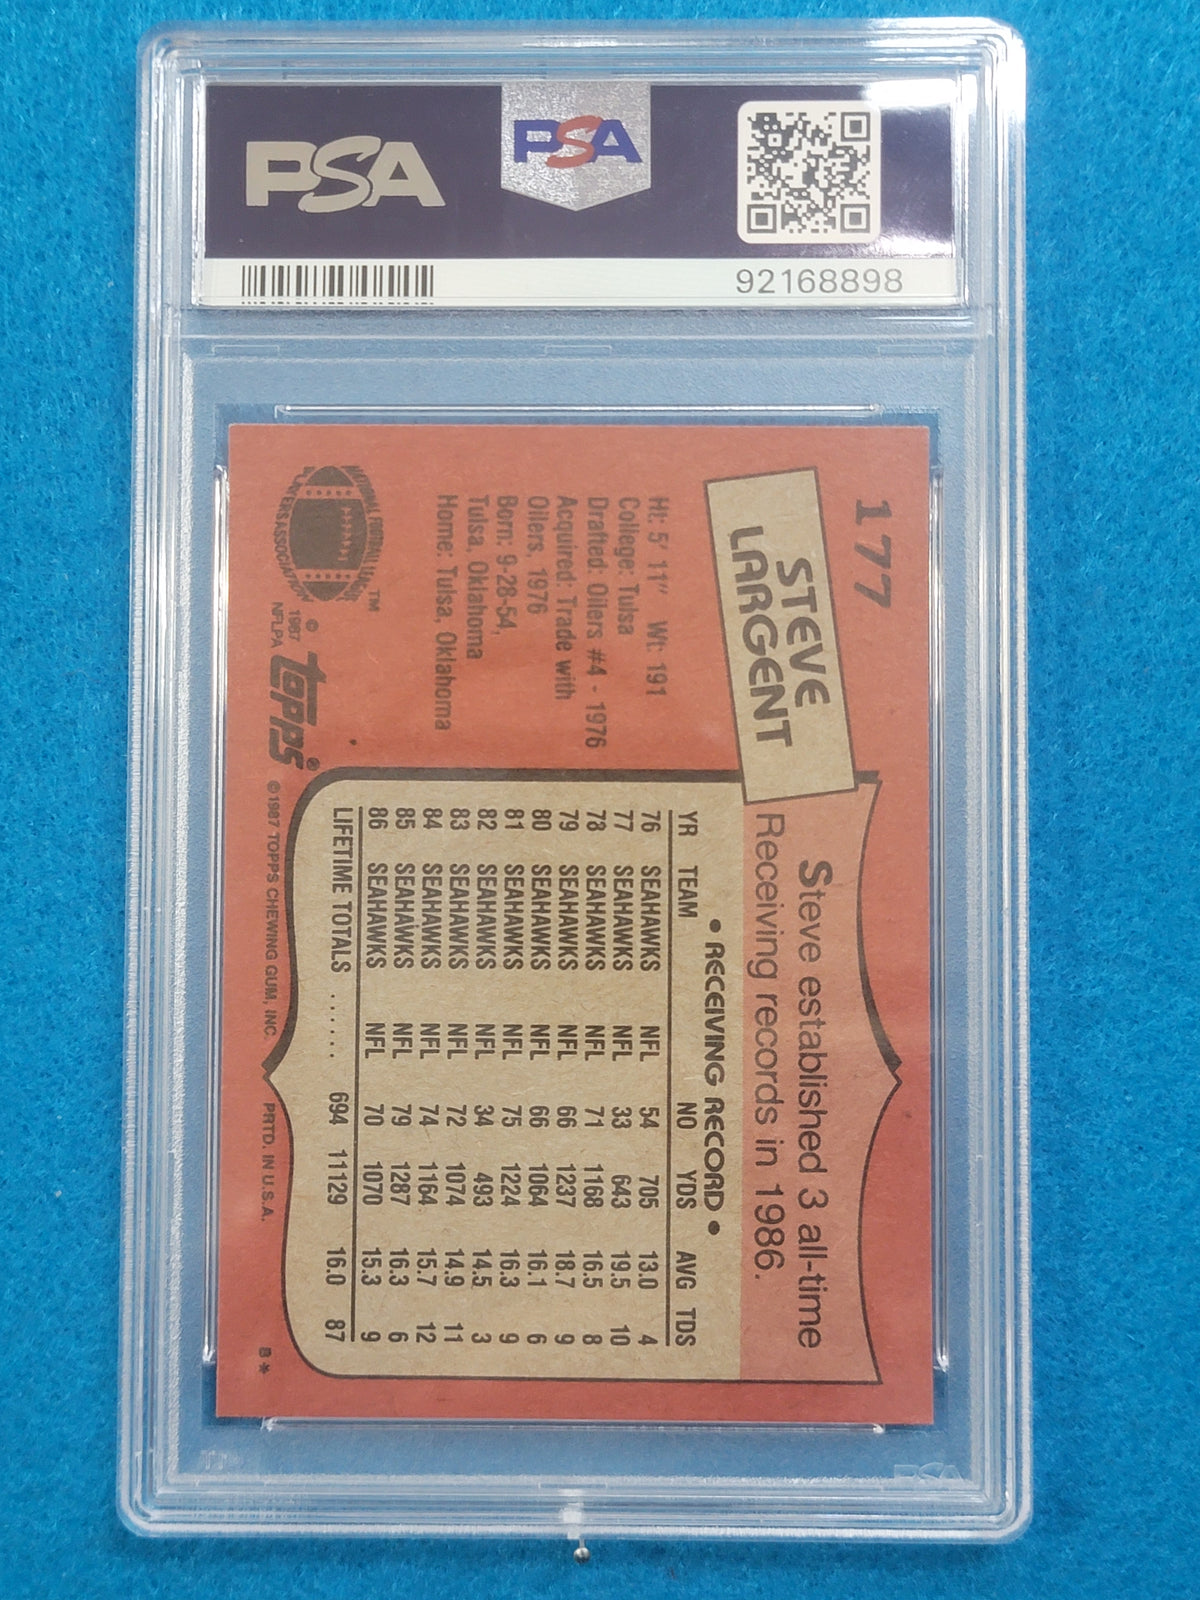 PSA
PSA
92168898
177
STEVE
LARGENT
Ht: 5' 11" Wt: 191
College: Tulsa
Drafted: Oilers #4 - 1976
Acquired: Trade with
Oilers, 1976
Born: 9-28-54,
Tulsa, Oklahoma
Home: Tulsa, Oklahoma
NATIONAL FOOTBALL LEAGUE
PLAYERS ASSOCIATION
TM
© 1987
NFLPA
topps®
Steve established 3 all-time
Receiving records in 1986.
• RECEIVING RECORD •
YR TEAM NO YDS AVG TDS
76 SEAHAWKS NFL 54 705 13.0 4
77 SEAHAWKS NFL 33 643 19.5 10
78 SEAHAWKS NFL 71 1168 16.5 8
79 SEAHAWKS NFL 66 1237 18.7 9
80 SEAHAWKS NFL 66 1064 16.1 6
81 SEAHAWKS NFL 75 1224 16.3 9
82 SEAHAWKS NFL 34 493 14.5 3
83 SEAHAWKS NFL 72 1074 14.9 11
84 SEAHAWKS NFL 74 1164 15.7 12
85 SEAHAWKS NFL 79 1287 16.3 6
86 SEAHAWKS NFL 70 1070 15.3 9
LIFETIME TOTALS ...... 694 11129 16.0 87
©1987 TOPPS CHEWING GUM, INC. PRTD. IN U.S.A. B*
PSA